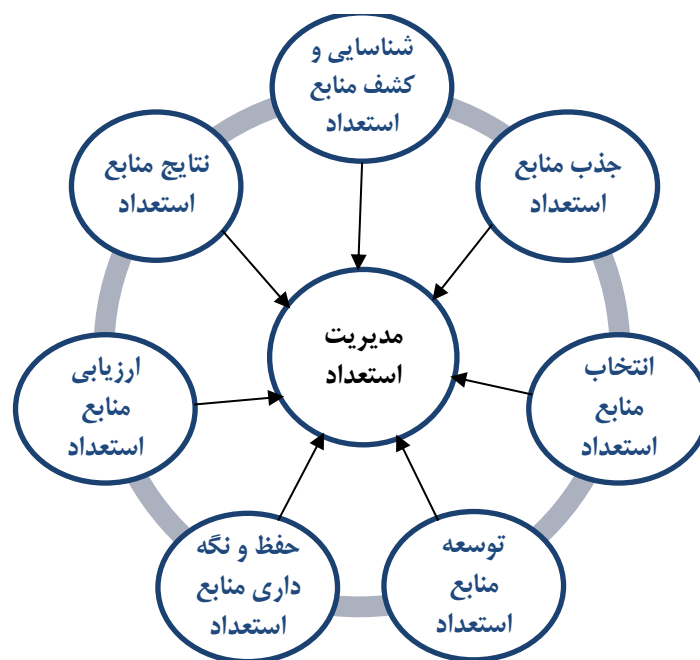 شناسایی و
کشف منابع
استعداد
جذب منابع
استعداد
انتخاب
منابع
استعداد
توسعه
منابع
استعداد
حفظ و نگه
داری منابع
استعداد
ارزیابی
منابع
استعداد
نتایج منابع
استعداد
مدیریت
استعداد